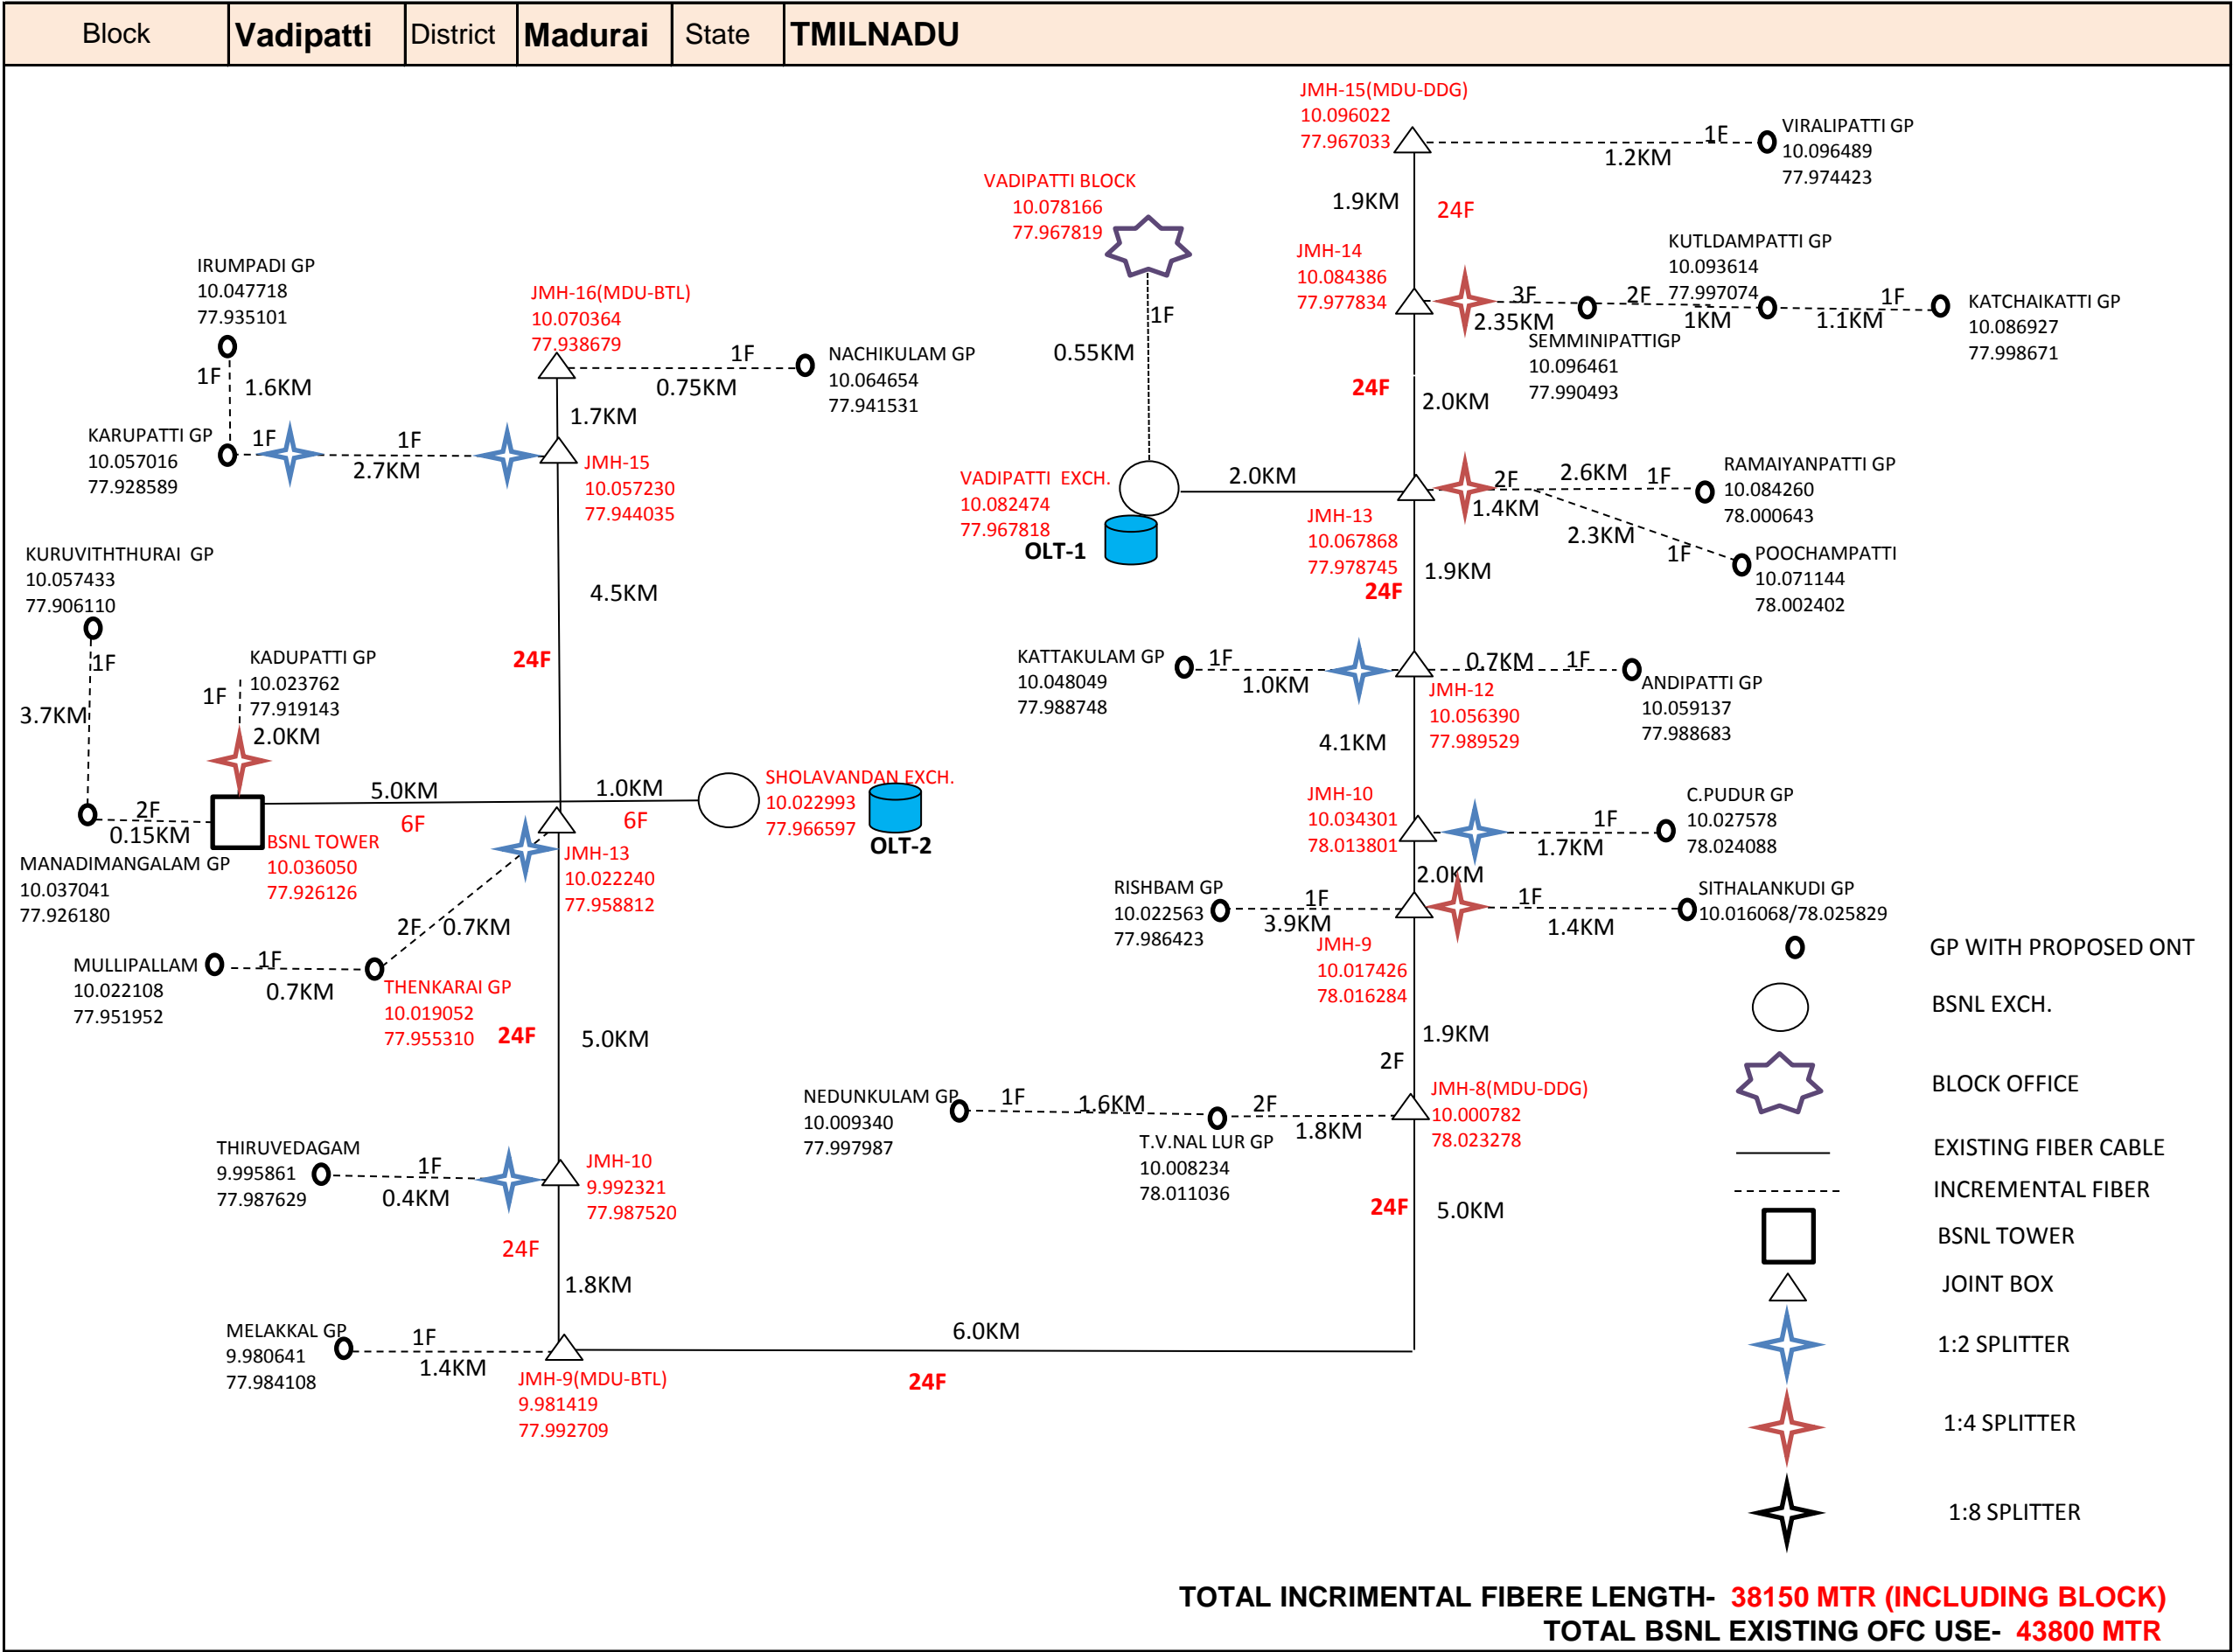 Block Vadipatti District Madurai State TMILNADU
JMH-15(MDU-DDG)
10.096022
77.967033
1F
1.2KM
VIRALIPATTI GP
10.096489
77.974423
1.9KM
24F
VADIPATTI BLOCK
10.078166
77.967819
1F
0.55KM
JMH-14
10.084386
77.977834
3F
2.35KM
SEMMINIPATTIGP
10.096461
77.990493
2F
1KM
KUTLDAMPATTI GP
10.093614
77.997074
1F
1.1KM
KATCHAIKATTI GP
10.086927
77.998671
24F
2.0KM
IRUMPADI GP
10.047718
77.935101
1F
1.6KM
JMH-16(MDU-BTL)
10.070364
77.938679
1F
0.75KM
NACHIKULAM GP
10.064654
77.941531
1.7KM
KARUPATTI GP
10.057016
77.928589
1F
1F
2.7KM
JMH-15
10.057230
77.944035
VADIPATTI EXCH.
10.082474
77.967818
OLT-1
2.0KM
JMH-13
10.067868
77.978745
2F
1.4KM
2.6KM
1F
RAMAIYANPATTI GP
10.084260
78.000643
2.3KM
1F
POOCHAMPATTI
10.071144
78.002402
24F
1.9KM
KURUVITHTHURAI GP
10.057433
77.906110
1F
3.7KM
4.5KM
24F
KADUPATTI GP
10.023762
77.919143
1F
2.0KM
KATTAKULAM GP
10.048049
77.988748
1F
1.0KM
0.7KM
1F
ANDIPATTI GP
10.059137
77.988683
JMH-12
10.056390
77.989529
4.1KM
5.0KM
6F
1.0KM
6F
SHOLAVANDAN EXCH.
10.022993
77.966597
OLT-2
2F
0.15KM
MANADIMANGALAM GP
10.037041
77.926180
BSNL TOWER
10.036050
77.926126
JMH-13
10.022240
77.958812
2F
0.7KM
JMH-10
10.034301
78.013801
1F
1.7KM
C.PUDUR GP
10.027578
78.024088
2.0KM
RISHBAM GP
10.022563
77.986423
1F
3.9KM
1F
1.4KM
SITHALANKUDI GP
10.016068/78.025829
JMH-9
10.017426
78.016284
MULLIPALLAM
10.022108
77.951952
1F
0.7KM
THENKARAI GP
10.019052
77.955310
24F
5.0KM
1.9KM
2F
NEDUNKULAM GP
10.009340
77.997987
1F
1.6KM
2F
1.8KM
T.V.NAL LUR GP
10.008234
78.011036
JMH-8(MDU-DDG)
10.000782
78.023278
THIRUVEDAGAM
9.995861
77.987629
1F
0.4KM
JMH-10
9.992321
77.987520
24F
1.8KM
24F
5.0KM
MELAKKAL GP
9.980641
77.984108
1F
1.4KM
JMH-9(MDU-BTL)
9.981419
77.992709
6.0KM
24F
GP WITH PROPOSED ONT
BSNL EXCH.
BLOCK OFFICE
EXISTING FIBER CABLE
INCREMENTAL FIBER
BSNL TOWER
JOINT BOX
1:2 SPLITTER
1:4 SPLITTER
1:8 SPLITTER
TOTAL INCRIMENTAL FIBERE LENGTH- 38150 MTR (INCLUDING BLOCK)
TOTAL BSNL EXISTING OFC USE- 43800 MTR